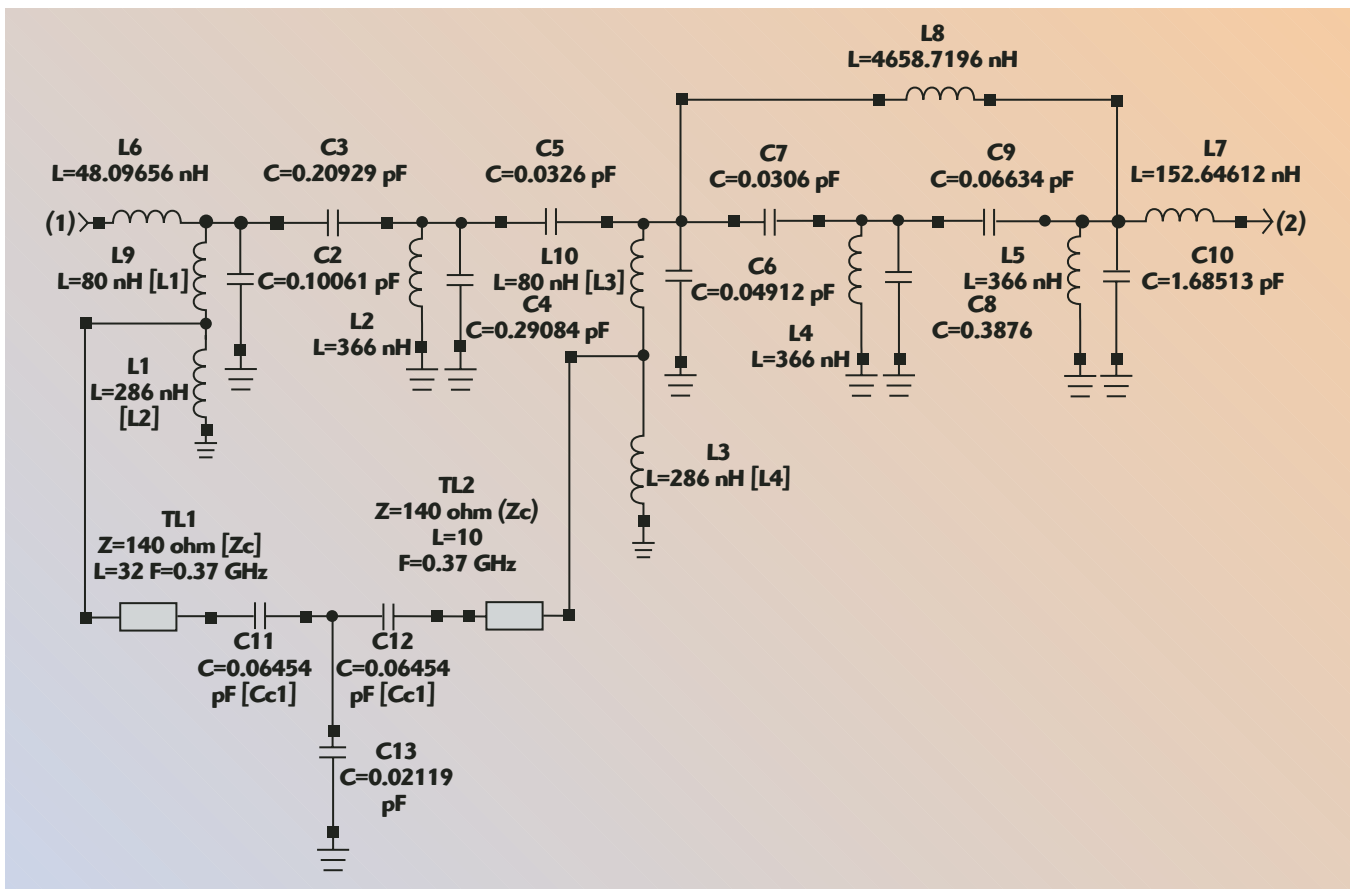 L8
L=4658.7196 nH
L6
L=48.09656 nH
C3
C=0.20929 pF
C5
C=0.0326 pF
C7
C=0.0306 pF
C9
C=0.06634 pF
L7
L=152.64612 nH
(1)
(2)
L9
L=80 nH [L1]
C2
C=0.10061 pF
L10
L=80 nH [L3]
C4
C=0.29084 pF
C6
C=0.04912 pF
L5
L=366 nH
C8
C=0.3876
C10
C=1.68513 pF
L2
L=366 nH
L4
L=366 nH
L1
L=286 nH
[L2]
L3
L=286 nH [L4]
TL2
Z=140 ohm (Zc)
L=10
F=0.37 GHz
TL1
Z=140 ohm [Zc]
L=32 F=0.37 GHz
C11
C=0.06454
pF [Cc1]
C12
C=0.06454
pF [Cc1]
C13
C=0.02119
pF